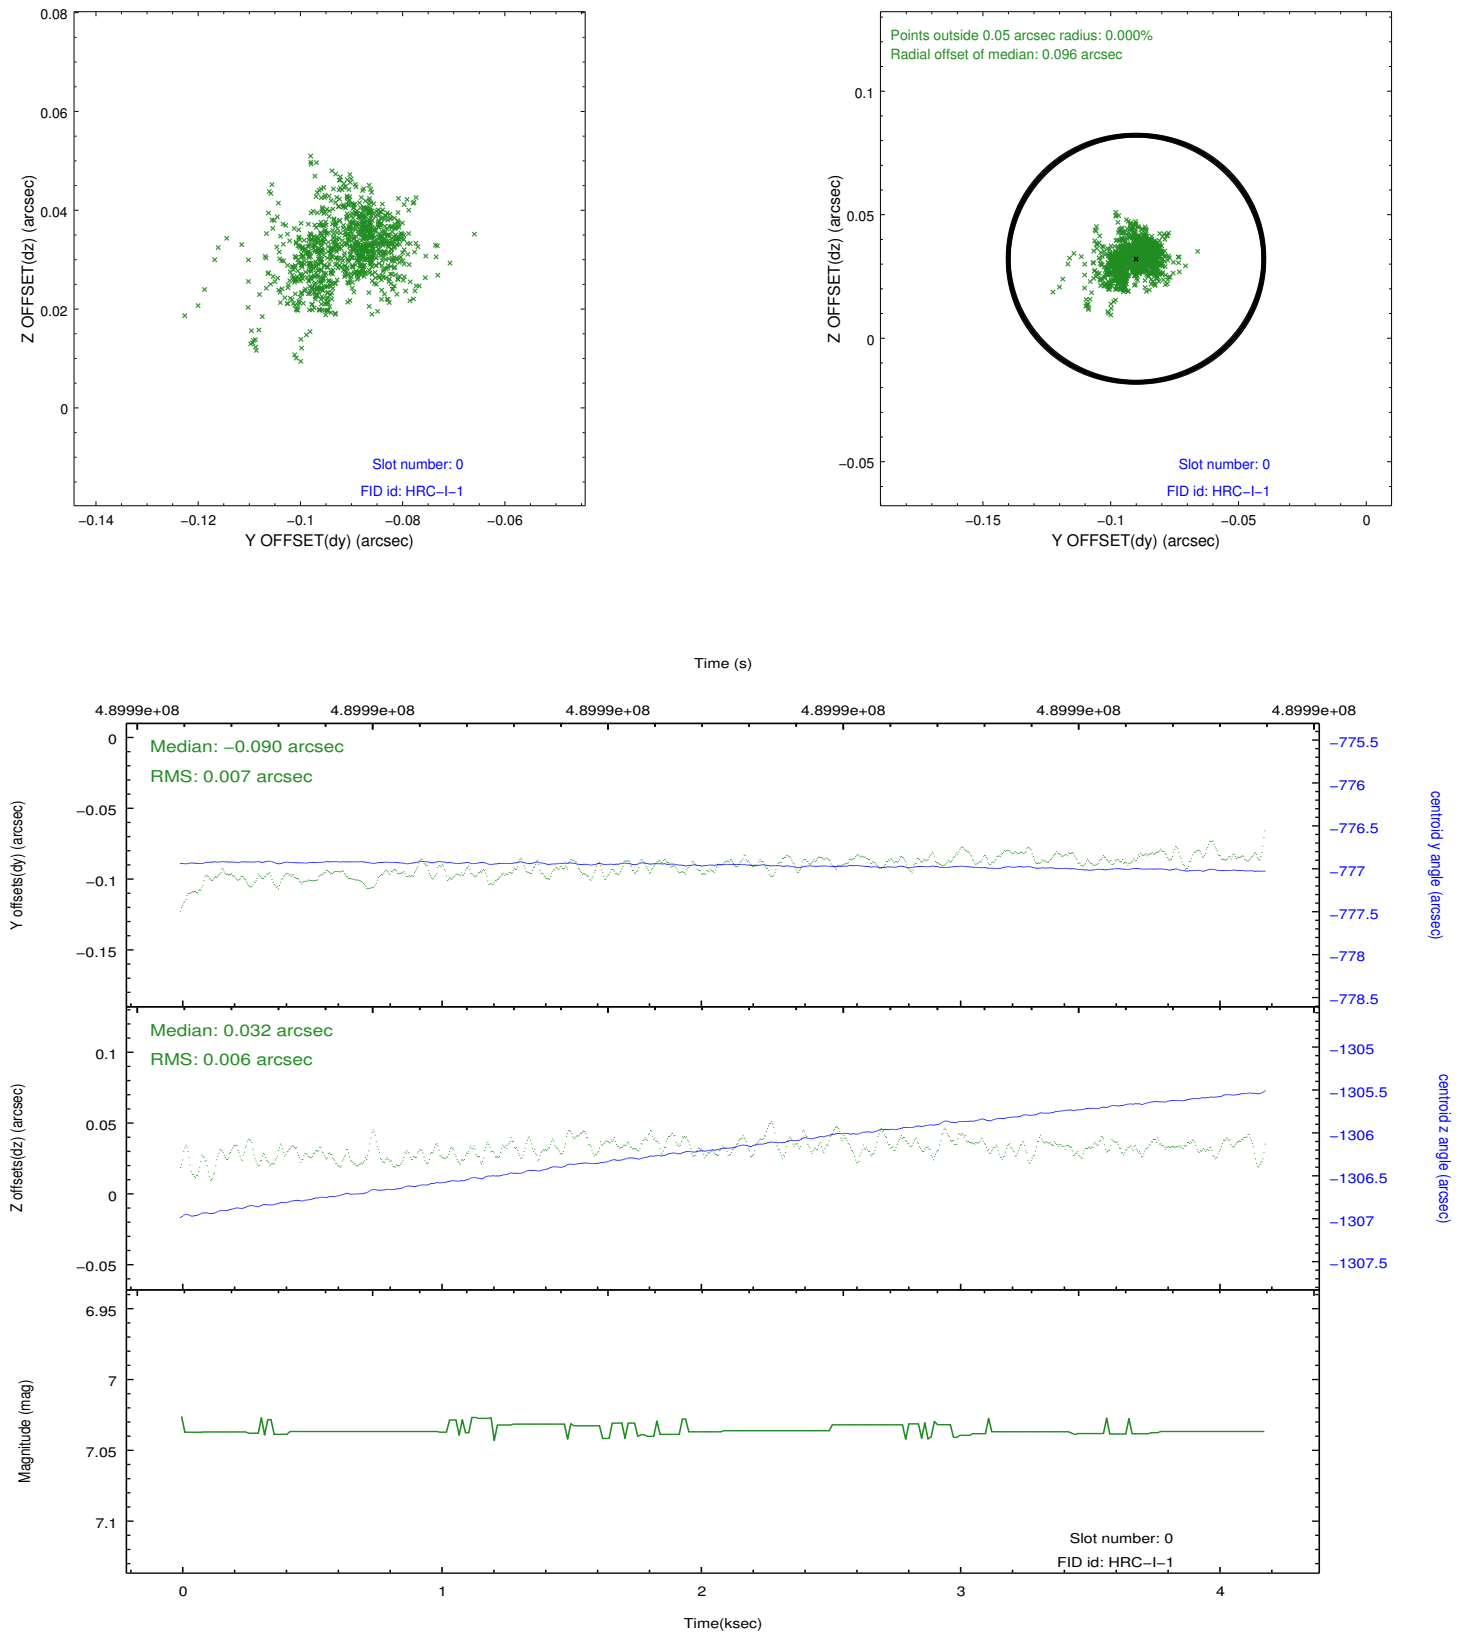 0.08
0.06
0.04
0.02
0
Z OFFSET(dz) (arcsec)
Slot number: 0
FID id: HRC−I−1
−0.14 −0.12 −0.1 −0.08 −0.06
Y OFFSET(dy) (arcsec)
Points outside 0.05 arcsec radius: 0.000%
Radial offset of median: 0.096 arcsec
0.1
0.05
0
−0.05
Z OFFSET(dz) (arcsec)
Slot number: 0
FID id: HRC−I−1
−0.15 −0.1 −0.05 0
Y OFFSET(dy) (arcsec)
Time (s)
4.8999e+08 4.8999e+08 4.8999e+08 4.8999e+08 4.8999e+08 4.8999e+08
Median: −0.090 arcsec
RMS: 0.007 arcsec
0
−0.05
−0.1
−0.15
Y offsets(dy) (arcsec)
−775.5
−776
−776.5
−777
−777.5
−778
−778.5
centroid y angle (arcsec)
Median: 0.032 arcsec
RMS: 0.006 arcsec
0.1
0.05
0
−0.05
Z offsets(dz) (arcsec)
−1305
−1305.5
−1306
−1306.5
−1307
−1307.5
centroid z angle (arcsec)
6.95
7
7.05
7.1
Magnitude (mag)
Slot number: 0
FID id: HRC−I−1
0 1 2 3 4
Time(ksec)